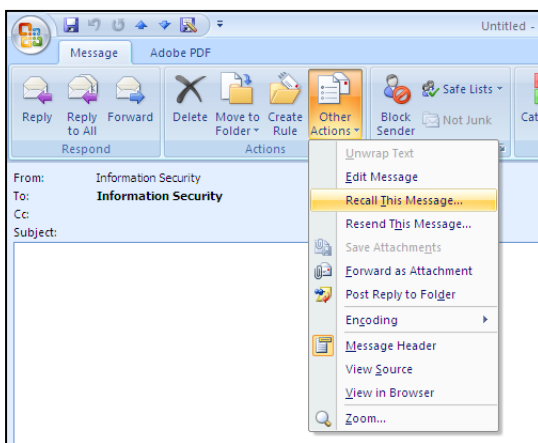 Untitled -
Message Adobe PDF
Reply Reply to All Forward Delete Move to Folder Create Rule Other Actions Block Sender Safe Lists Not Junk
Respond Actions
Unwrap Text
From: Information Security
Edit Message
To: Information Security
Recall This Message...
Cc:
Resend This Message...
Subject:
Save Attachments
Forward as Attachment
Post Reply to Folder
Encoding
Message Header
View Source
View in Browser
Zoom...